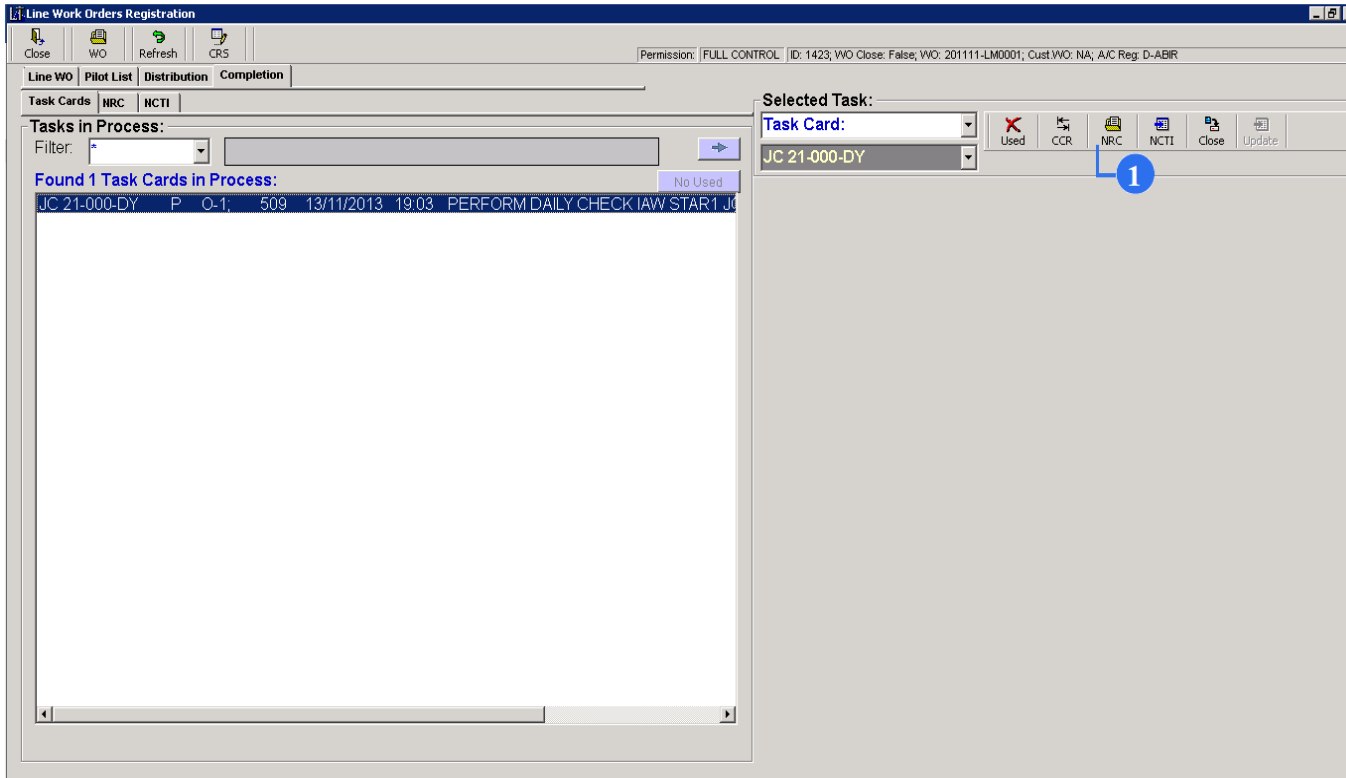 Line Work Orders Registration
Close WO Refresh CRS
Permission: FULL CONTROL ID: 1423; WO Close: False; WO: 201111-LM0001; Cust.WO: NA; A/C Reg: D-ABIR
Line WO Pilot List Distribution Completion
Task Cards NRC NCTI
Selected Task:
Tasks in Process:
Task Card:
Used CCR NRC NCTI Close Update
Filter: *
JC 21-000-DY
1
Found 1 Task Cards in Process:
No Used
JC 21-000-DY P O-1; 509 13/11/2013 19:03 PERFORM DAILY CHECK IAW STAR1